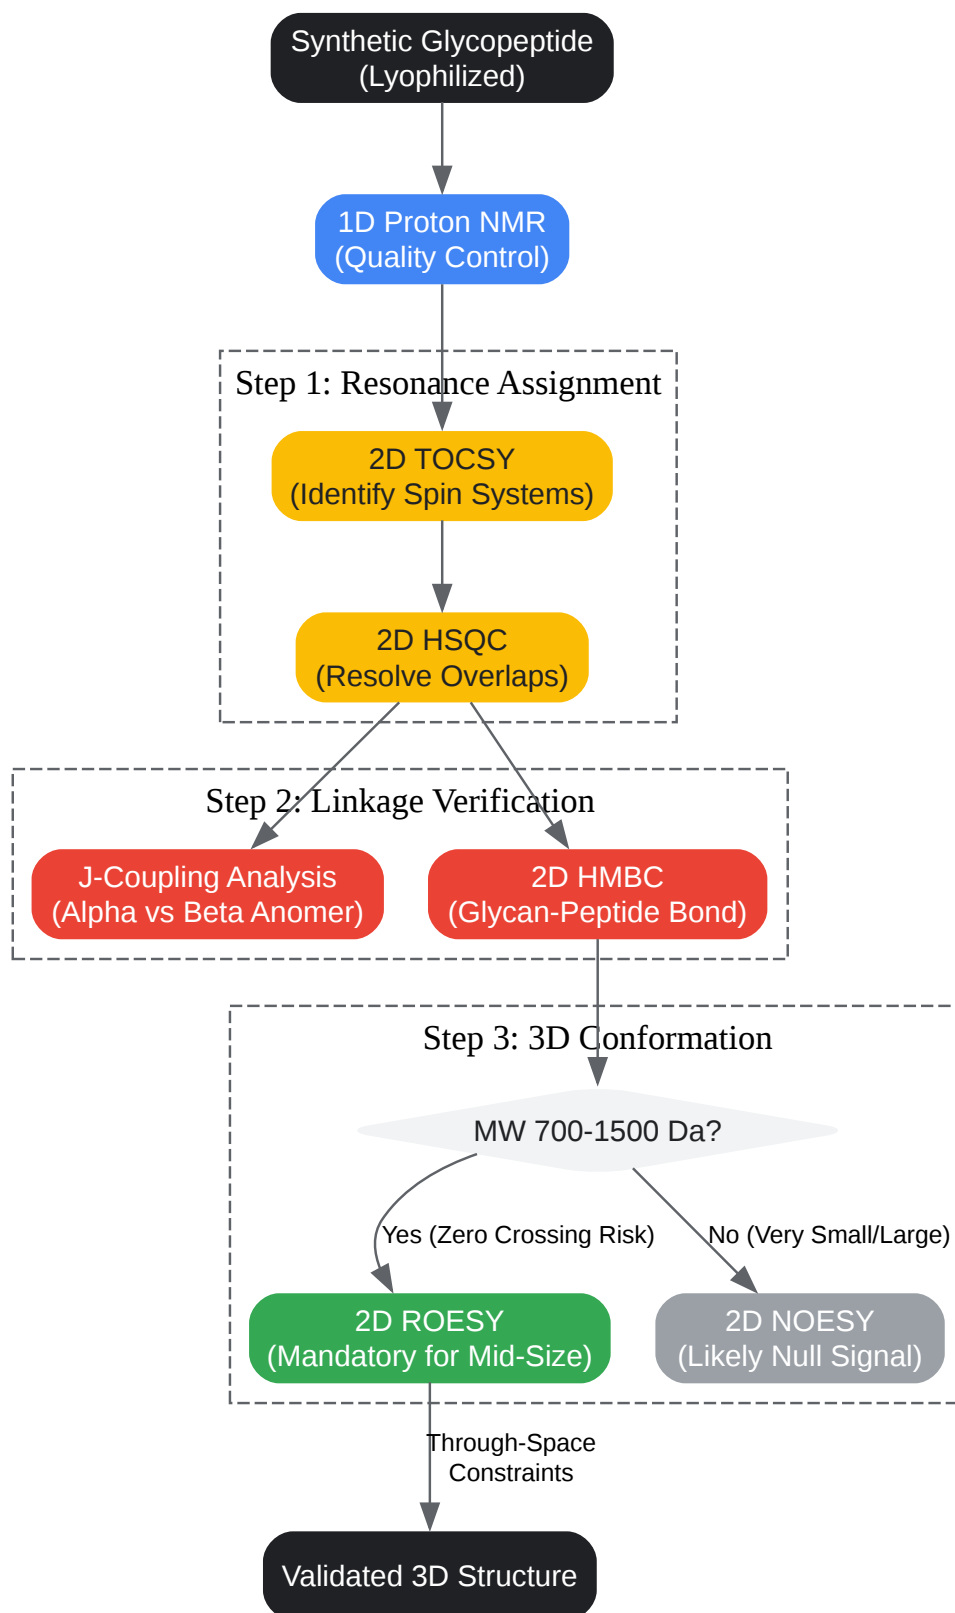 Synthetic Glycopeptide
(Lyophilized)
1D Proton NMR
(Quality Control)
Step 1: Resonance Assignment
2D TOCSY
(Identify Spin Systems)
2D HSQC
(Resolve Overlaps)
Step 2: Linkage Verification
J-Coupling Analysis
(Alpha vs Beta Anomer)
2D HMBC
(Glycan-Peptide Bond)
Step 3: 3D Conformation
MW 700-1500 Da?
Yes (Zero Crossing Risk)
No (Very Small/Large)
2D ROESY
(Mandatory for Mid-Size)
2D NOESY
(Likely Null Signal)
Through-Space
Constraints
Validated 3D Structure